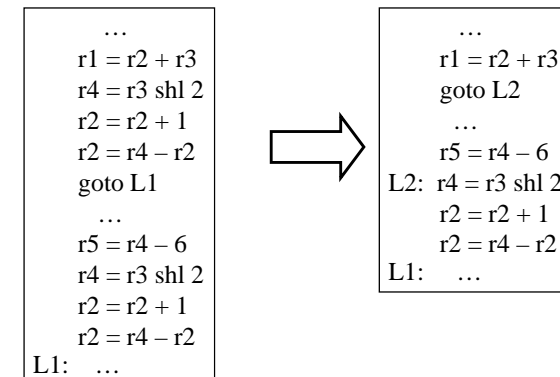 …
r1 = r2 + r3
r4 = r3 shl 2
r2 = r2 + 1
r2 = r4 – r2
goto L1
…
r5 = r4 – 6
r4 = r3 shl 2
r2 = r2 + 1
r2 = r4 – r2
L1: …
…
r1 = r2 + r3
goto L2
…
r5 = r4 – 6
L2: r4 = r3 shl 2
r2 = r2 + 1
r2 = r4 – r2
L1: …